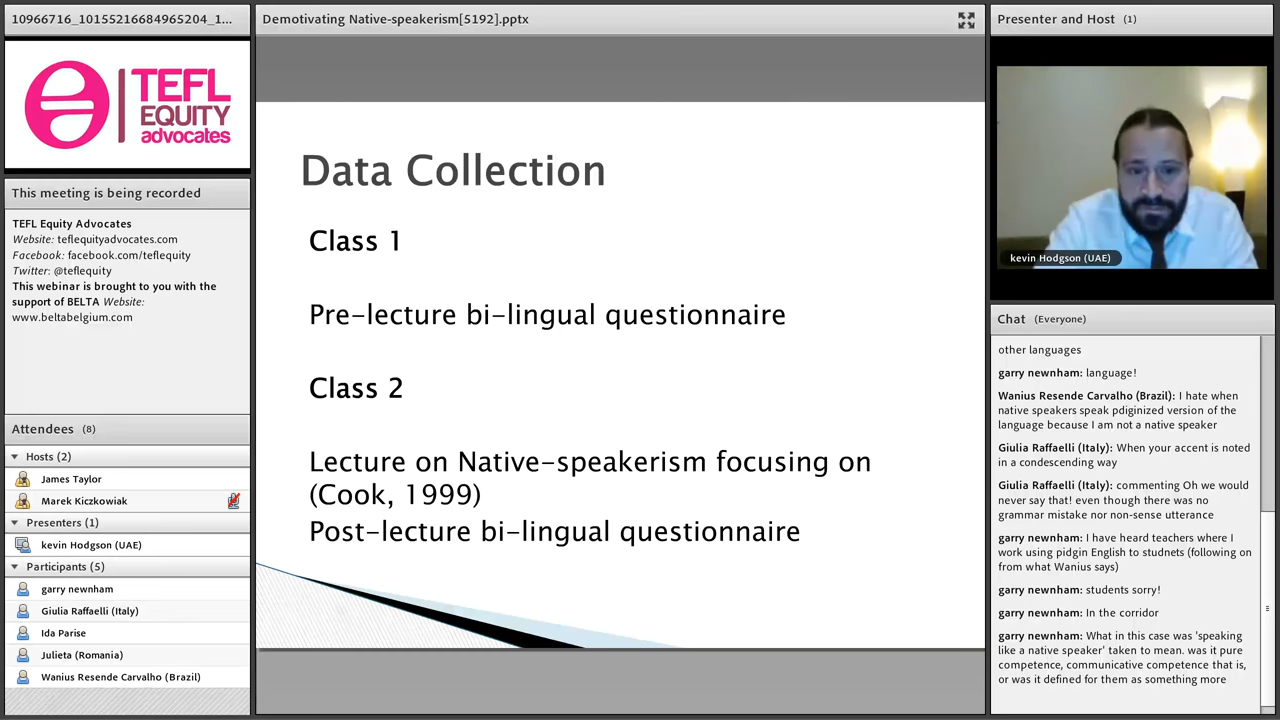 10966716_10155216684965204_1...
TEFL
EQUITY
advocates
This meeting is being recorded
TEFL Equity Advocates
Website: teflequityadvocates.com
Facebook: facebook.com/teflequity
Twitter: @teflequity
This webinar is brought to you with the
support of BELTA Website:
www.beltabelgium.com
Attendees (8)
Hosts (2)
James Taylor
Marek Kiczkowiak
Presenters (1)
kevin Hodgson (UAE)
Participants (5)
garry newnham
Giulia Raffaelli (Italy)
Ida Parise
Julieta (Romania)
Wanius Resende Carvalho (Brazil)
Demotivating Native-speakerism[5192].pptx
Data Collection
Class 1
Pre-lecture bi-lingual questionnaire
Class 2
Lecture on Native-speakerism focusing on
(Cook, 1999)
Post-lecture bi-lingual questionnaire
Presenter and Host (1)
kevin Hodgson (UAE)
Chat (Everyone)
other languages
garry newnham: language!
Wanius Resende Carvalho (Brazil): I hate when
native speakers speak pdiginized version of the
language because I am not a native speaker
Giulia Raffaelli (Italy): When your accent is noted
in a condescending way
Giulia Raffaelli (Italy): commenting Oh we would
never say that! even though there was no
grammar mistake nor non-sense utterance
garry newnham: I have heard teachers where I
work using pidgin English to studnets (following on
from what Wanius says)
garry newnham: students sorry!
garry newnham: In the corridor
garry newnham: What in this case was 'speaking
like a native speaker' taken to mean. was it pure
competence, communicative competence that is,
or was it defined for them as something more